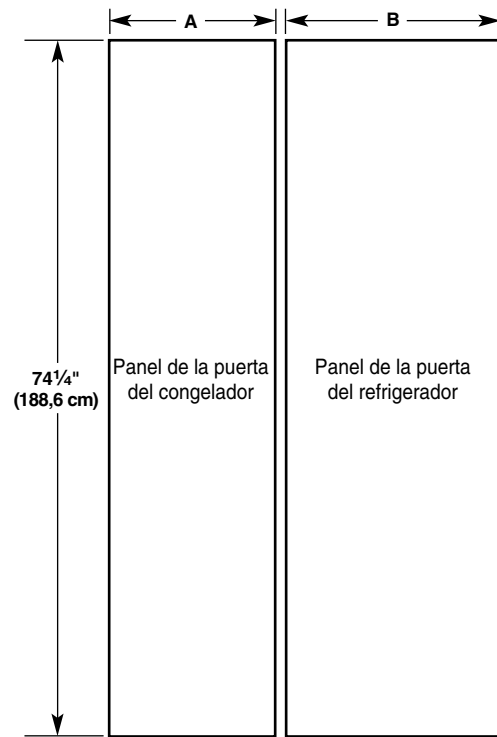 A
B
74¼"
(188,6 cm)
Panel de la puerta
del congelador
Panel de la puerta
del refrigerador